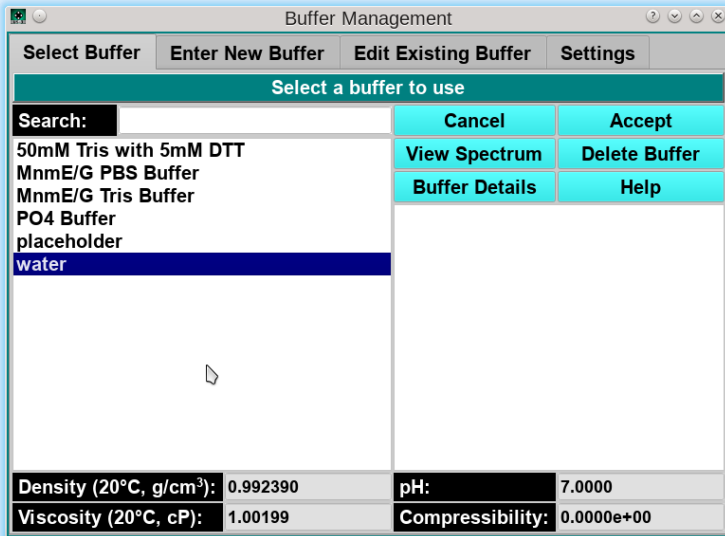 Buffer Management
Select Buffer Enter New Buffer Edit Existing Buffer Settings
Select a buffer to use
Search: Cancel Accept
50mM Tris with 5mM DTT View Spectrum Delete Buffer
MnmE/G PBS Buffer
MnmE/G Tris Buffer Buffer Details Help
PO4 Buffer
placeholder
water
Density (20°C, g/cm³): 0.992390 pH: 7.0000
Viscosity (20°C, cP): 1.00199 Compressibility: 0.0000e+00